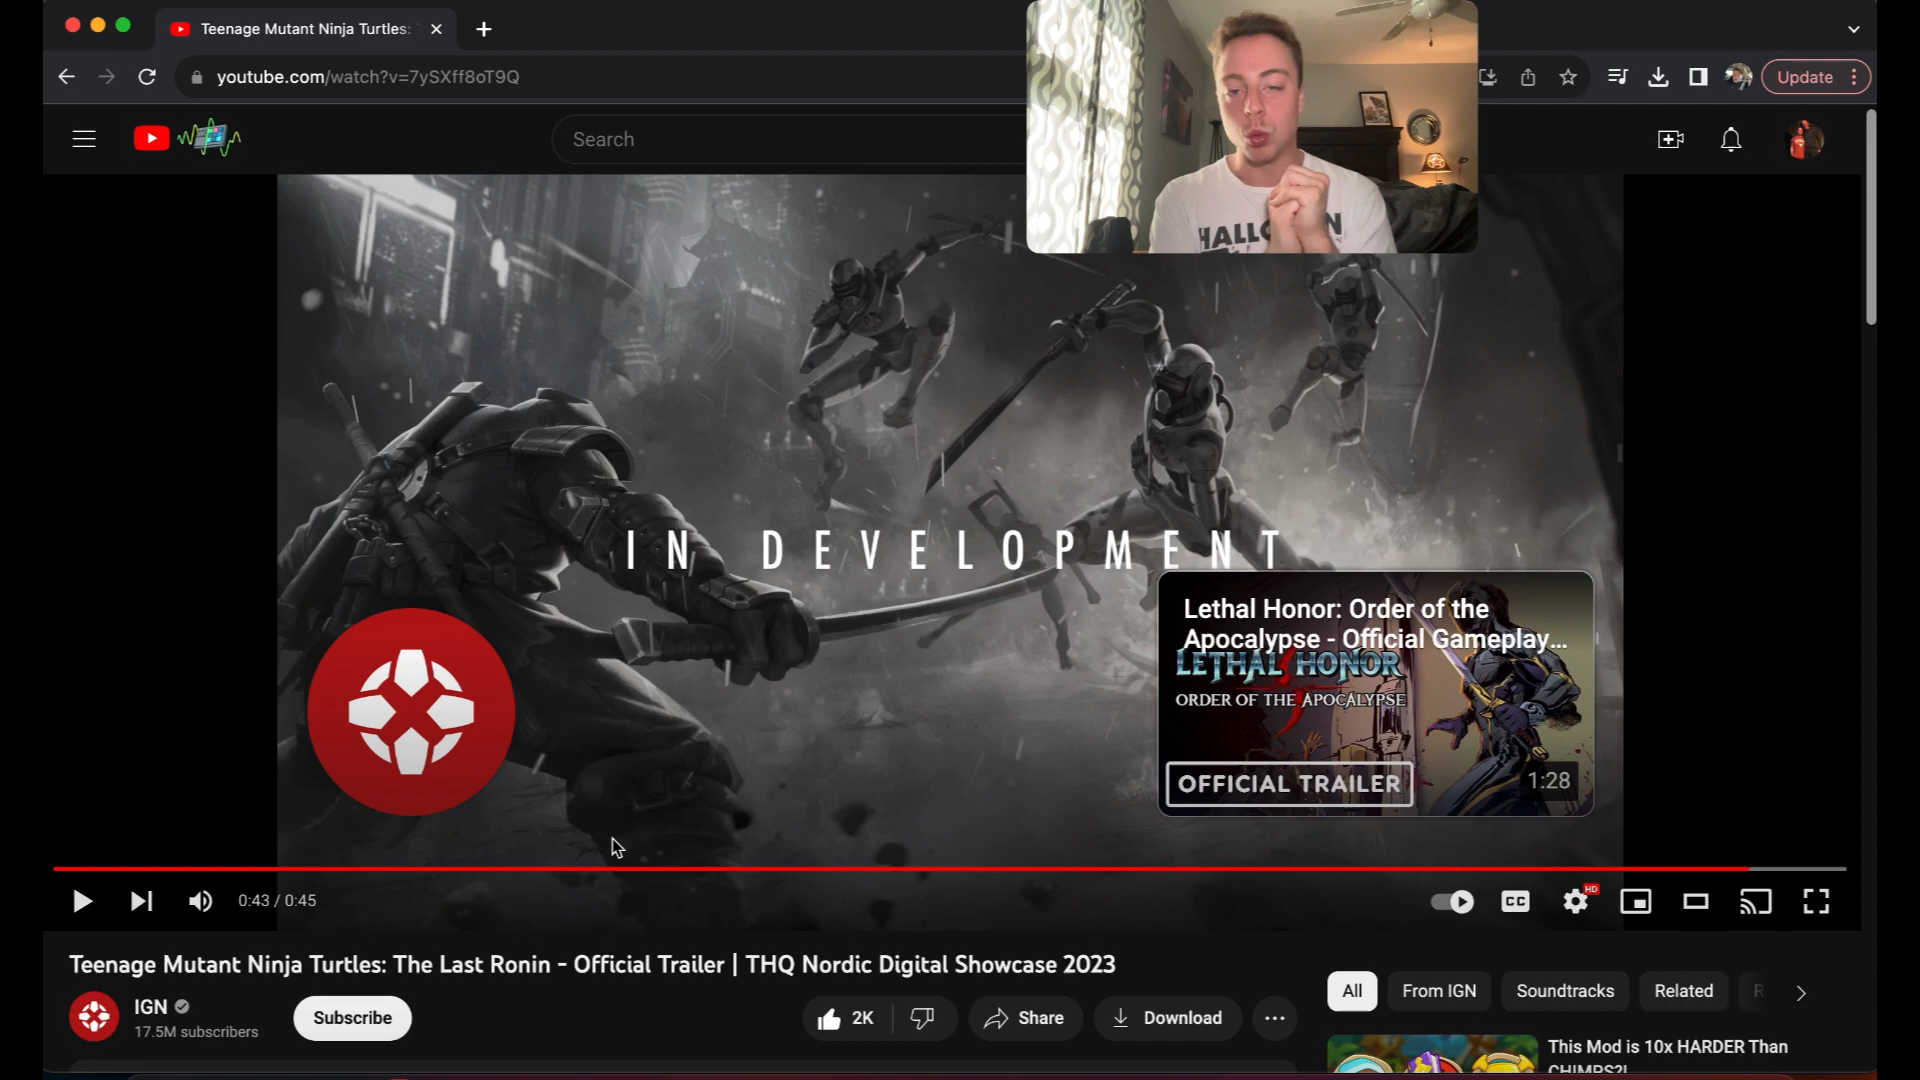 Teenage Mutant Ninja Turtles:
youtube.com/watch?v=7ySXff8oT9Q
Update
Search
HALLO N
IN DEVELOPMENT
Lethal Honor: Order of the
Apocalypse - Official Gameplay...
LETHAL HONOR
ORDER OF THE APOCALYPSE
OFFICIAL TRAILER
1:28
0:43 / 0:45
CC
HD
Teenage Mutant Ninja Turtles: The Last Ronin - Official Trailer | THQ Nordic Digital Showcase 2023
IGN
17.5M subscribers
Subscribe
2K
Share
Download
All
From IGN
Soundtracks
Related
This Mod is 10x HARDER Than
CHIMPS?!